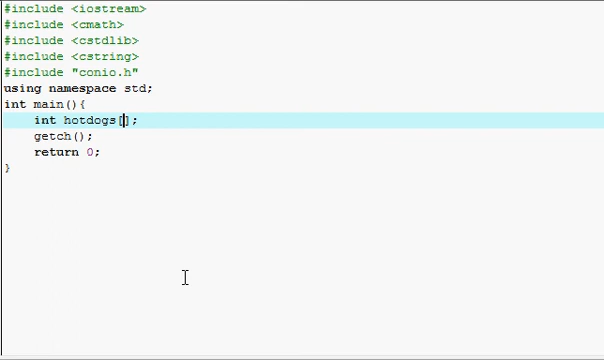 #include <iostream>
#include <cmath>
#include <cstdlib>
#include <cstring>
#include "conio.h"
using namespace std;
int main(){
int hotdogs[];
getch();
return 0;
}